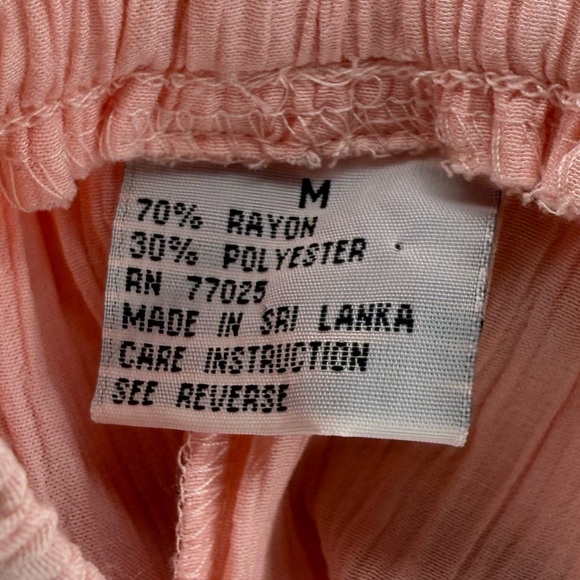 M
70% RAYON
30% POLYESTER
RN 77025
MADE IN SRI LANKA
CARE INSTRUCTION
SEE REVERSE